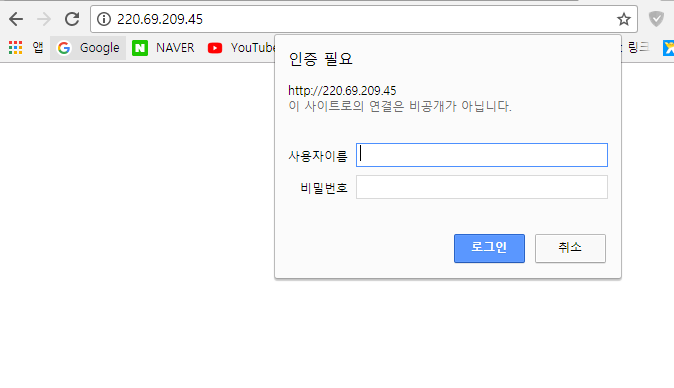 220.69.209.45
앱 Google NAVER YouTube 링크
인증 필요
http://220.69.209.45
이 사이트로의 연결은 비공개가 아닙니다.
사용자이름
비밀번호
로그인 취소